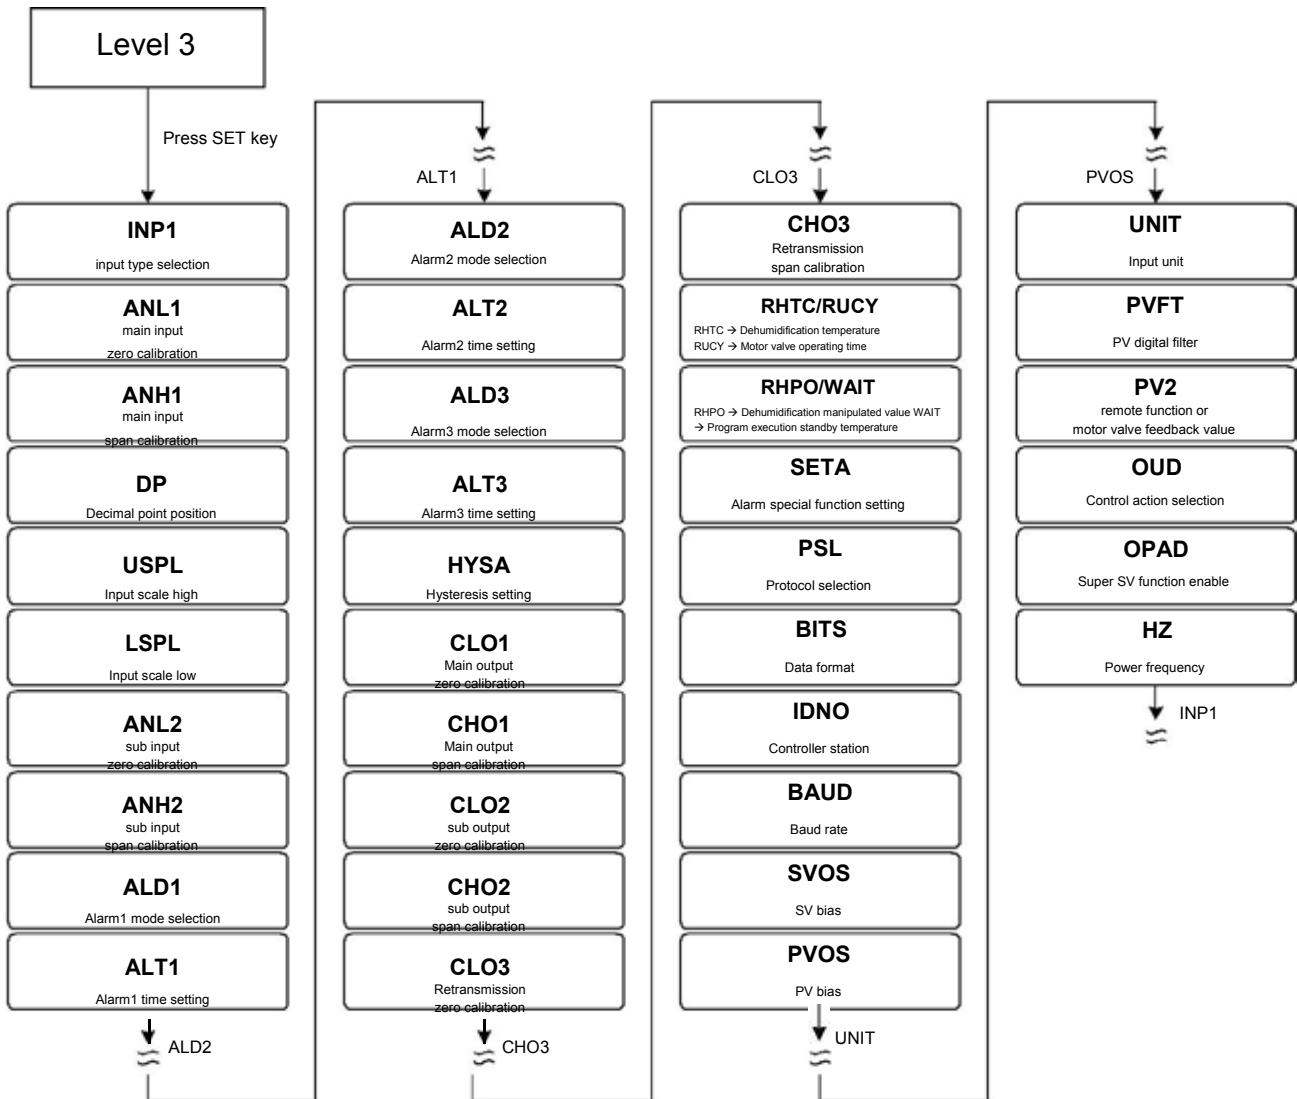 Level 3
Press SET key
INP1
input type selection
ANL1
main input
zero calibration
ANH1
main input
span calibration
DP
Decimal point position
USPL
Input scale high
LSPL
Input scale low
ANL2
sub input
zero calibration
ANH2
sub input
span calibration
ALD1
Alarm1 mode selection
ALT1
Alarm1 time setting
ALD2
ALT1
ALD2
Alarm2 mode selection
ALT2
Alarm2 time setting
ALD3
Alarm3 mode selection
ALT3
Alarm3 time setting
HYSA
Hysteresis setting
CLO1
Main output
zero calibration
CHO1
Main output
span calibration
CLO2
sub output
zero calibration
CHO2
sub output
span calibration
CLO3
Retransmission
zero calibration
CHO3
CLO3
CHO3
Retransmission
span calibration
RHTC/RUCY
RHTC → Dehumidification temperature
RUCY → Motor valve operating time
RHPO/WAIT
RHPO → Dehumidification manipulated value WAIT
→ Program execution standby temperature
SETA
Alarm special function setting
PSL
Protocol selection
BITS
Data format
IDNO
Controller station
BAUD
Baud rate
SVOS
SV bias
PVOS
PV bias
UNIT
PVOS
UNIT
Input unit
PVFT
PV digital filter
PV2
remote function or
motor valve feedback value
OUD
Control action selection
OPAD
Super SV function enable
HZ
Power frequency
INP1